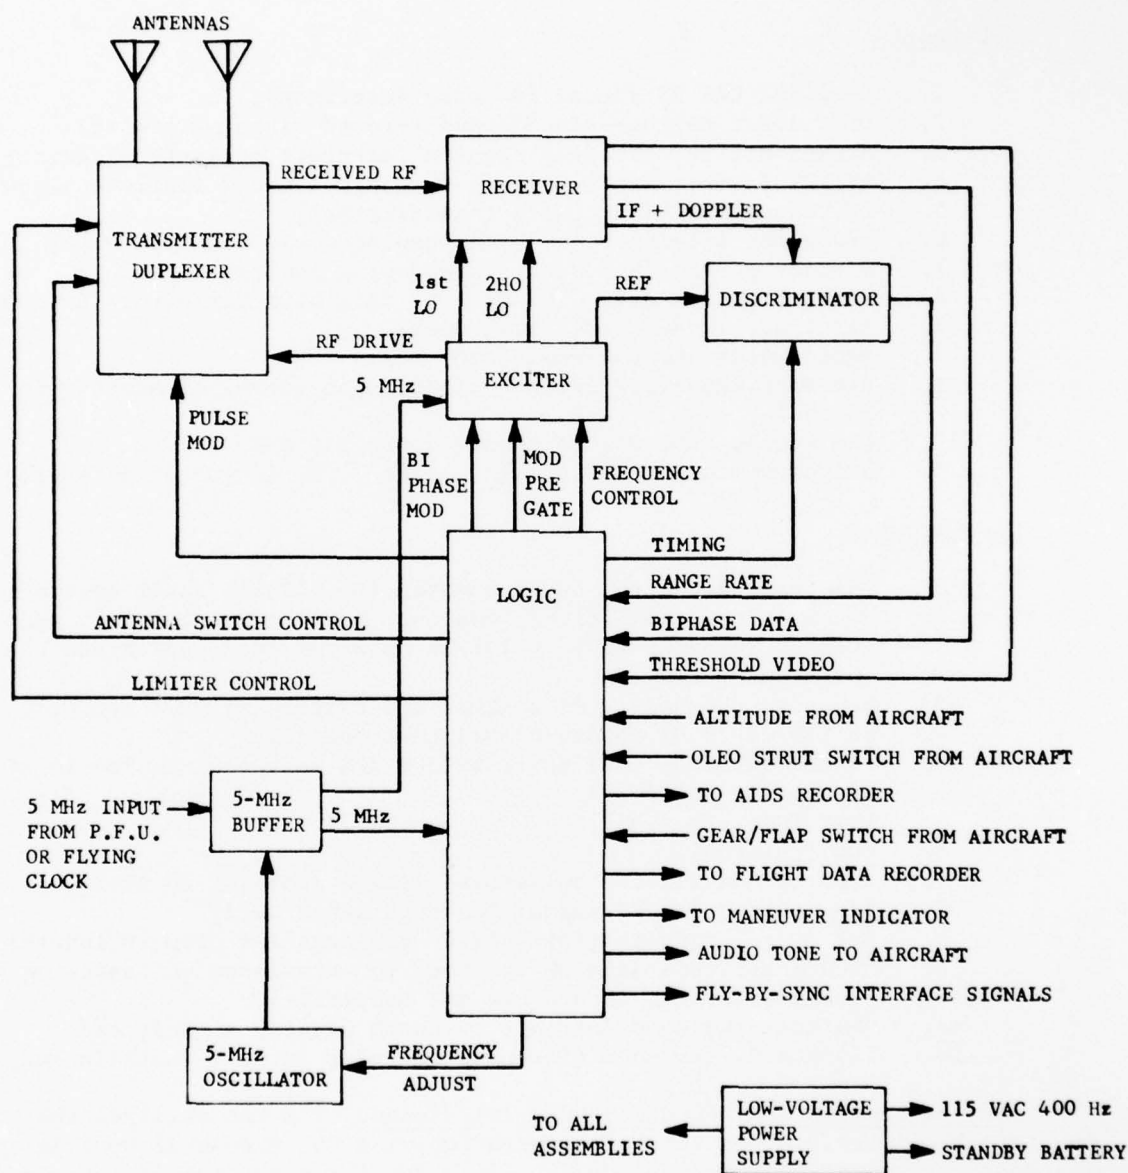 ANTENNAS
TRANSMITTER
DUPLEXER
RECEIVED RF
RECEIVER
IF + DOPPLER
1st
LO
2HO
LO
REF
DISCRIMINATOR
RF DRIVE
5 MHz
EXCITER
PULSE
MOD
BI
PHASE
MOD
MOD
PRE
GATE
FREQUENCY
CONTROL
TIMING
LOGIC
RANGE RATE
ANTENNA SWITCH CONTROL
BIPHASE DATA
THRESHOLD VIDEO
LIMITER CONTROL
ALTITUDE FROM AIRCRAFT
OLEO STRUT SWITCH FROM AIRCRAFT
TO AIDS RECORDER
GEAR/FLAP SWITCH FROM AIRCRAFT
TO FLIGHT DATA RECORDER
TO MANEUVER INDICATOR
AUDIO TONE TO AIRCRAFT
FLY-BY-SYNC INTERFACE SIGNALS
5 MHz INPUT
FROM P.F.U.
OR FLYING
CLOCK
5-MHz
BUFFER
5 MHz
5-MHz
OSCILLATOR
FREQUENCY
ADJUST
TO ALL
ASSEMBLIES
LOW-VOLTAGE
POWER
SUPPLY
115 VAC 400 Hz
STANDBY BATTERY